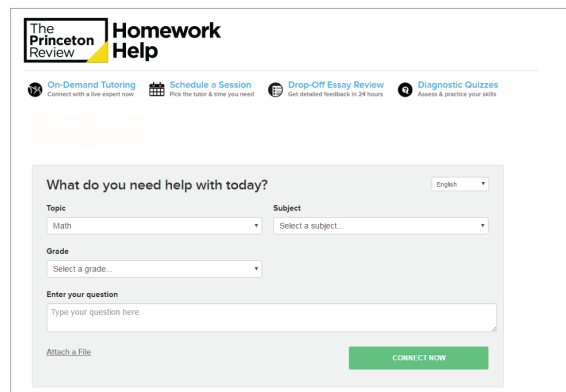 The
Princeton
Review
Homework
Help
On-Demand Tutoring
Connect with a live expert now
Schedule a Session
Pick the tutor & time you need
Drop-Off Essay Review
Get detailed feedback in 24 hours
Diagnostic Quizzes
Assess & practice your skills
What do you need help with today?
English
Topic
Subject
Math
Select a subject...
Grade
Select a grade...
Enter your question
Type your question here.
Attach a File
CONNECT NOW